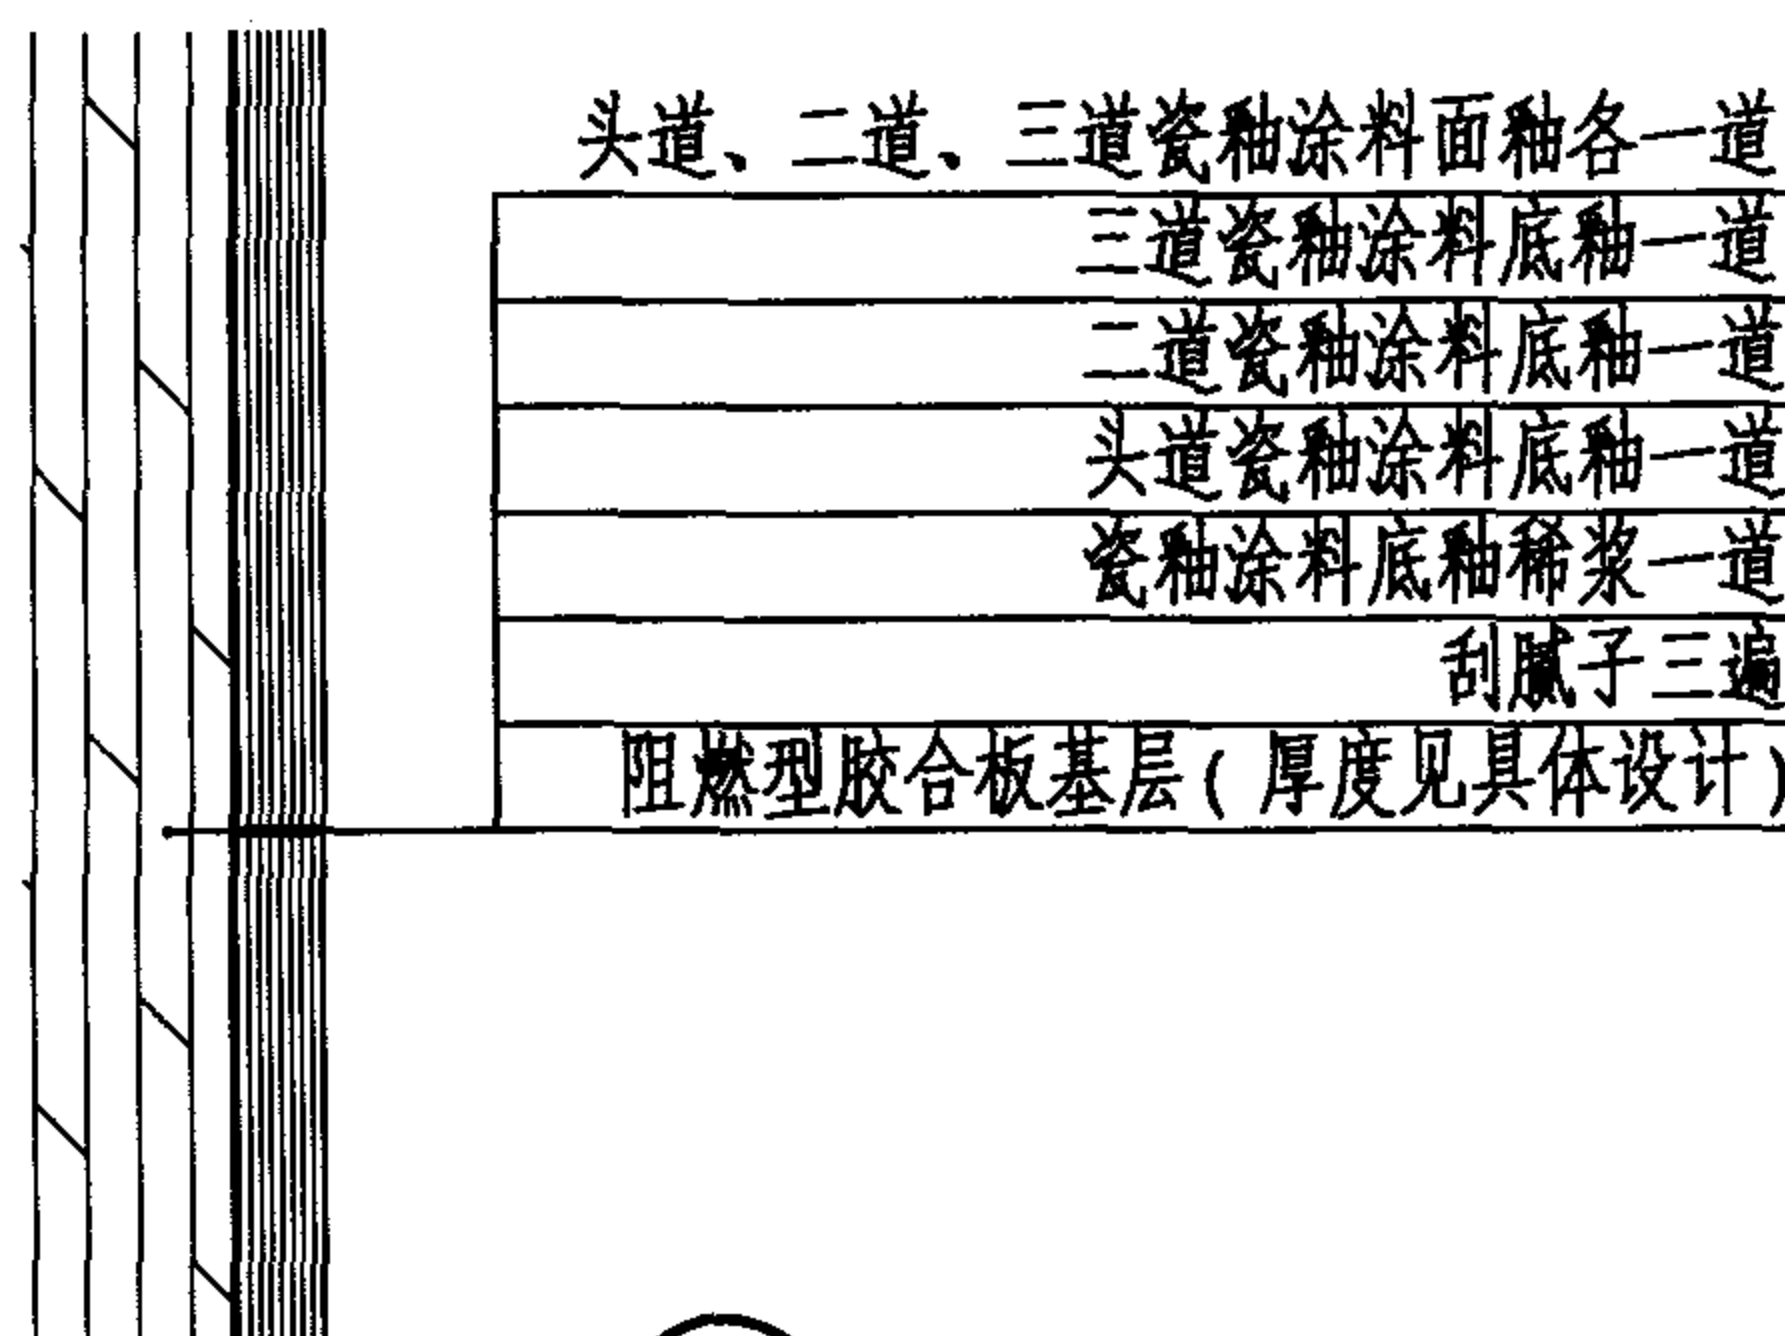 头道、二道、三道瓷釉涂料面釉各一道
三道瓷釉涂料底釉一道
二道瓷釉涂料底釉一道
头道瓷釉涂料底釉一道
瓷釉涂料底釉稀浆一道
刮腻子三遍
阻燃型胶合板基层(厚度见具体设计)